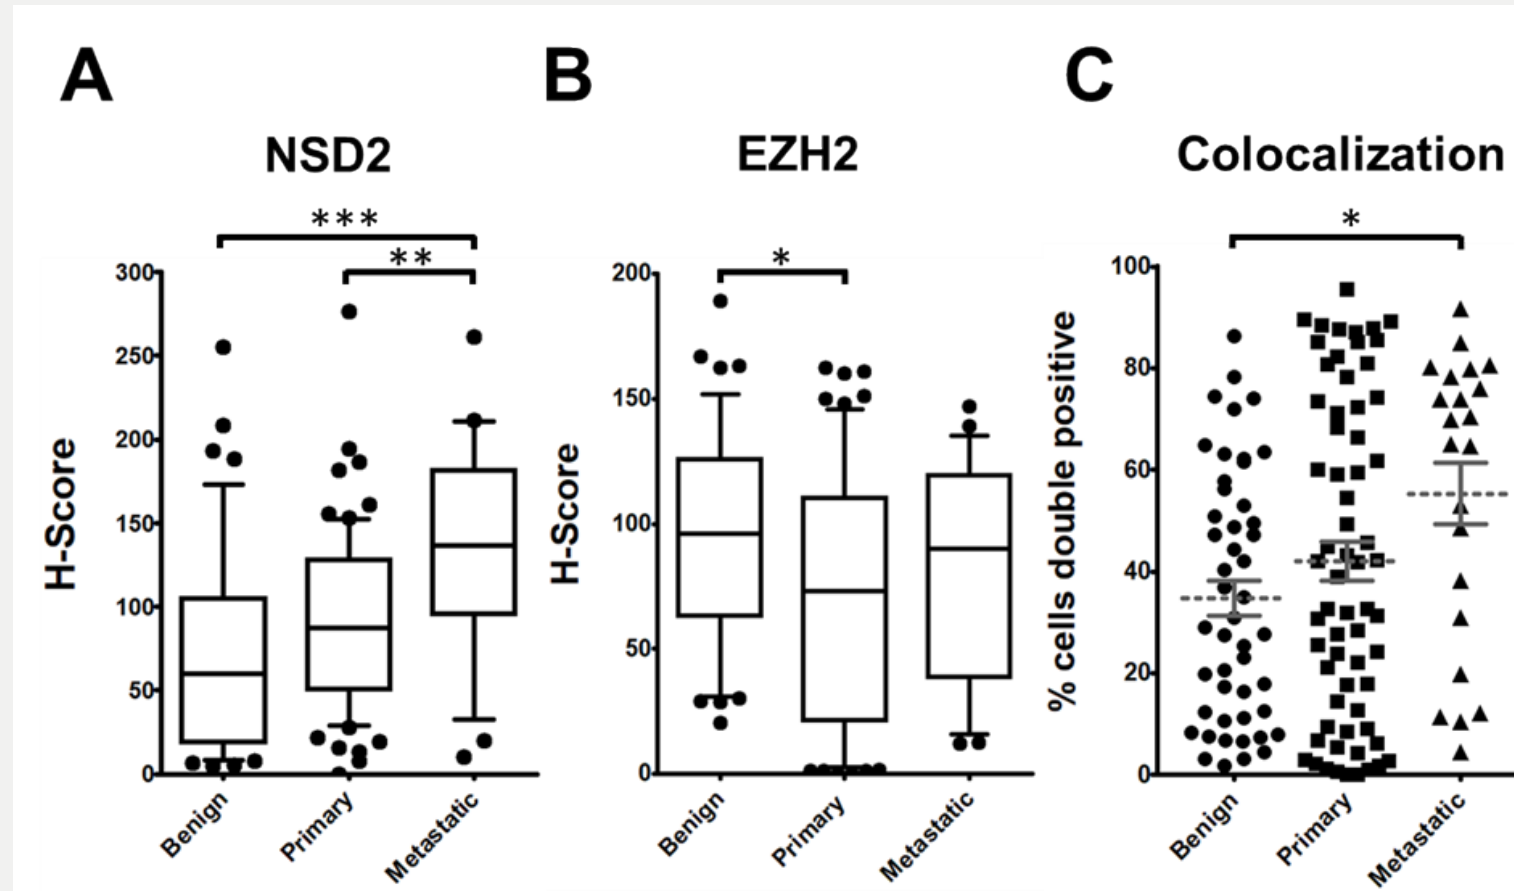 A
B
C
NSD2
EZH2
Colocalization
***
**
*
*
H-Score
300
250
200
150
100
50
0
Benign
Primary
Metastatic
H-Score
200
150
100
50
0
Benign
Primary
Metastatic
% cells double positive
100
80
60
40
20
0
Benign
Primary
Metastatic